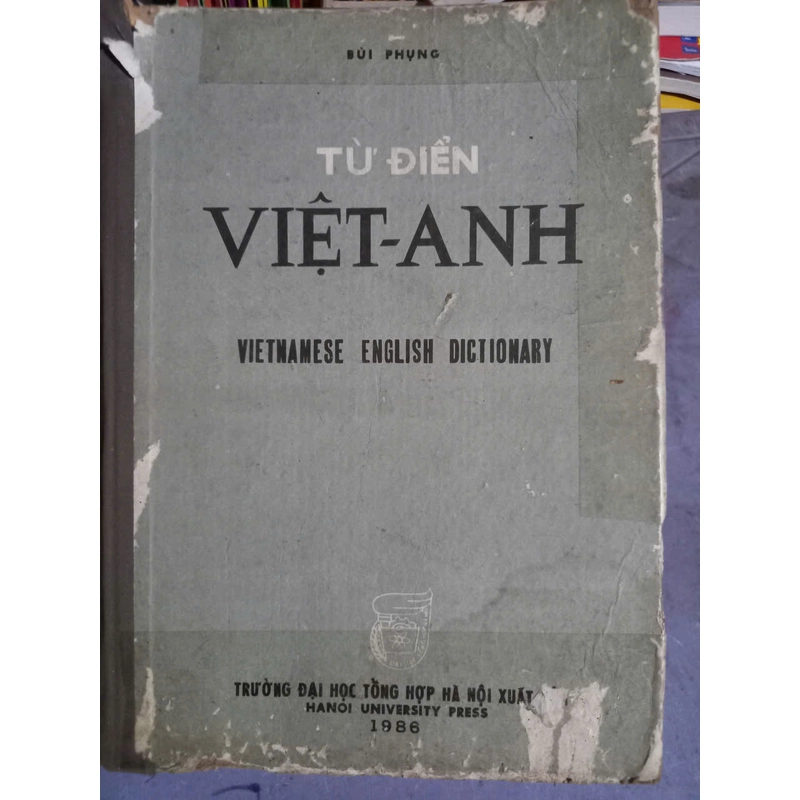 BÙI PHỤNG
TỪ ĐIỂN
VIỆT-ANH
VIETNAMESE ENGLISH DICTIONARY
TRƯỜNG ĐẠI HỌC TỔNG HỢP HÀ NỘI XUẤT
HANOI UNIVERSITY PRESS
1986